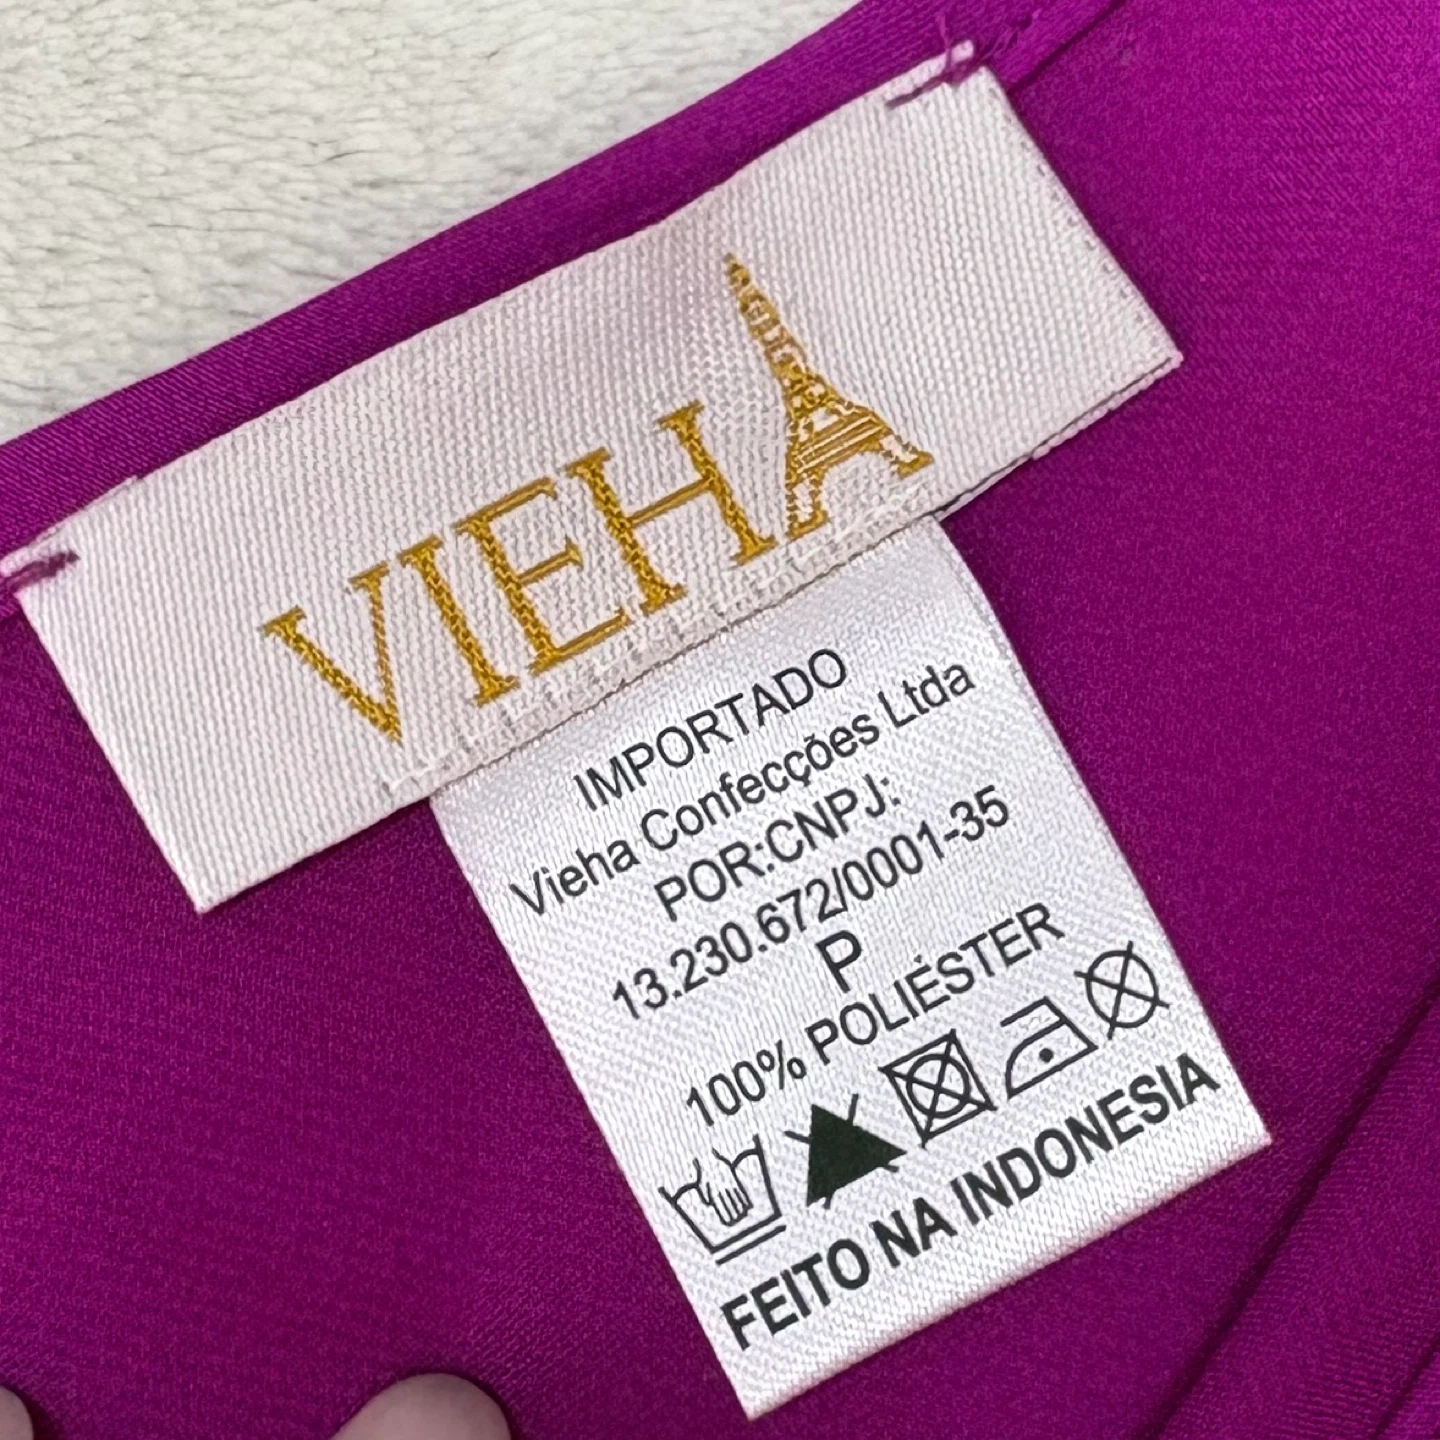 VIEHA
IMPORTADO
Vieha Confecções Ltda
POR:CNPJ:
13.230.672/0001-35
P
100% POLIÉSTER
FEITO NA INDONESIA